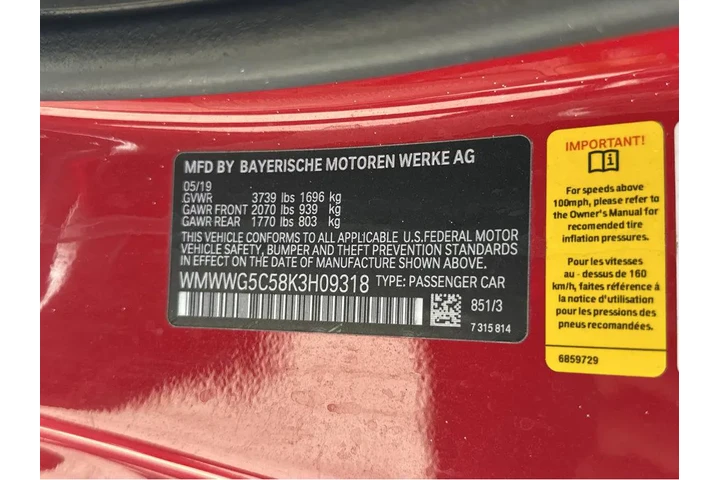 MFD BY BAYERISCHE MOTOREN WERKE AG
05/19
GVWR 3739 lbs 1696 kg
GAWR FRONT 2070 lbs 939 kg
GAWR REAR 1770 lbs 803 kg
THIS VEHICLE CONFORMS TO ALL APPLICABLE U.S. FEDERAL MOTOR
VEHICLE SAFETY, BUMPER AND THEFT PREVENTION STANDARDS
IN EFFECT ON THE DATE OF MANUFACTURE SHOWN ABOVE
WMWWG5C58K3H09318 TYPE: PASSENGER CAR
851/3
7 315 814
IMPORTANT!
For speeds above
100mph, please refer to
the Owner's Manual for
recomended tire
inflation pressures.
Pour les vitesses
au - dessus de 160
km/h, faites référence à
la notice d'utilisation
pour les pressions des
pneus recommandées.
6859729